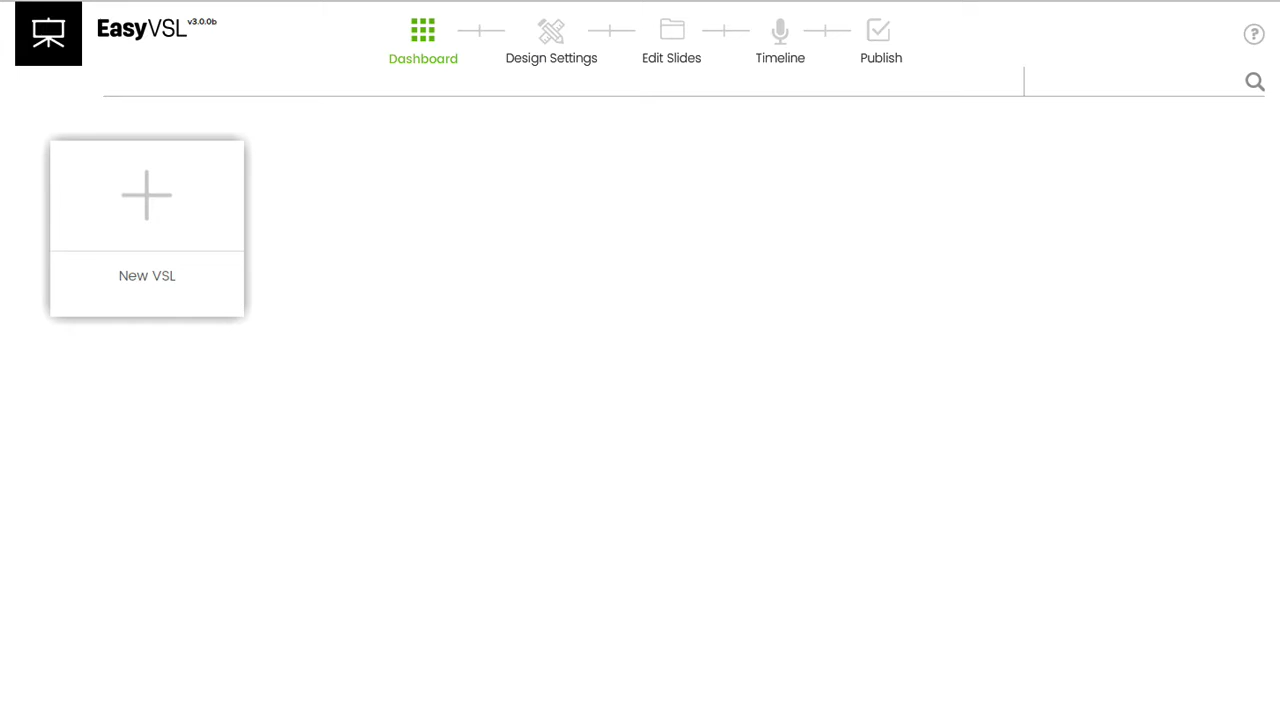 EasyVSL v3.0.0b
Dashboard
Design Settings
Edit Slides
Timeline
Publish
?
New VSL